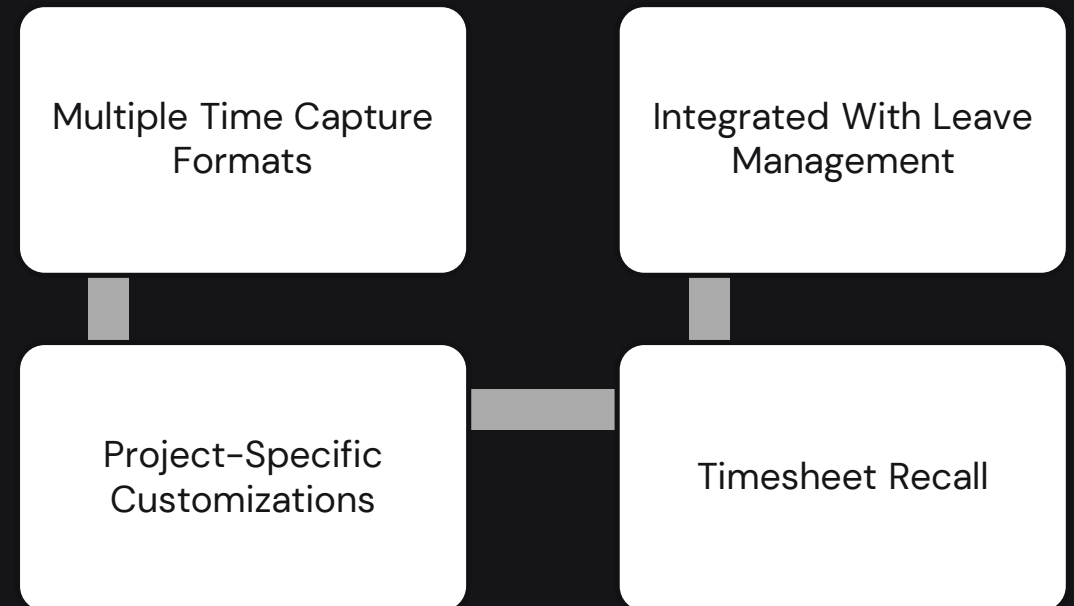 Multiple Time Capture
Formats
Integrated With Leave
Management
Project-Specific
Customizations
Timesheet Recall